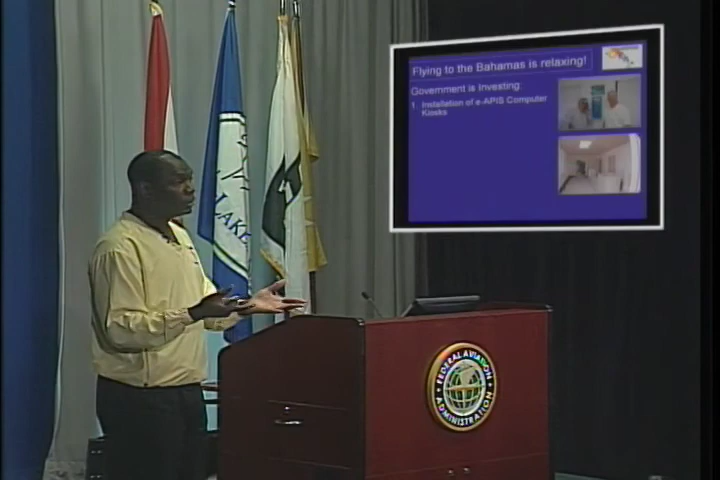 Flying to the Bahamas is relaxing!
Government is Investing:
1. Installation of e-APIS Computer
Kiosks
LAKE
FEDERAL AVIATION
ADMINISTRATION